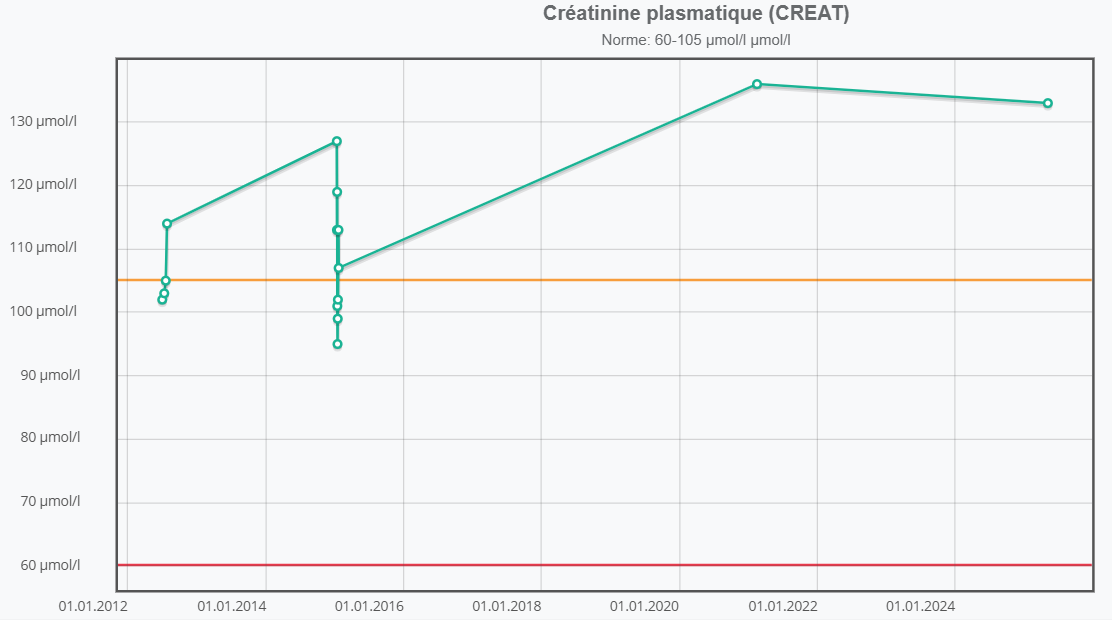 Créatinine plasmatique (CREAT)
Norme: 60-105 µmol/l µmol/l
130 µmol/l
120 µmol/l
110 µmol/l
100 µmol/l
90 µmol/l
80 µmol/l
70 µmol/l
60 µmol/l
01.01.2012 01.01.2014 01.01.2016 01.01.2018 01.01.2020 01.01.2022 01.01.2024